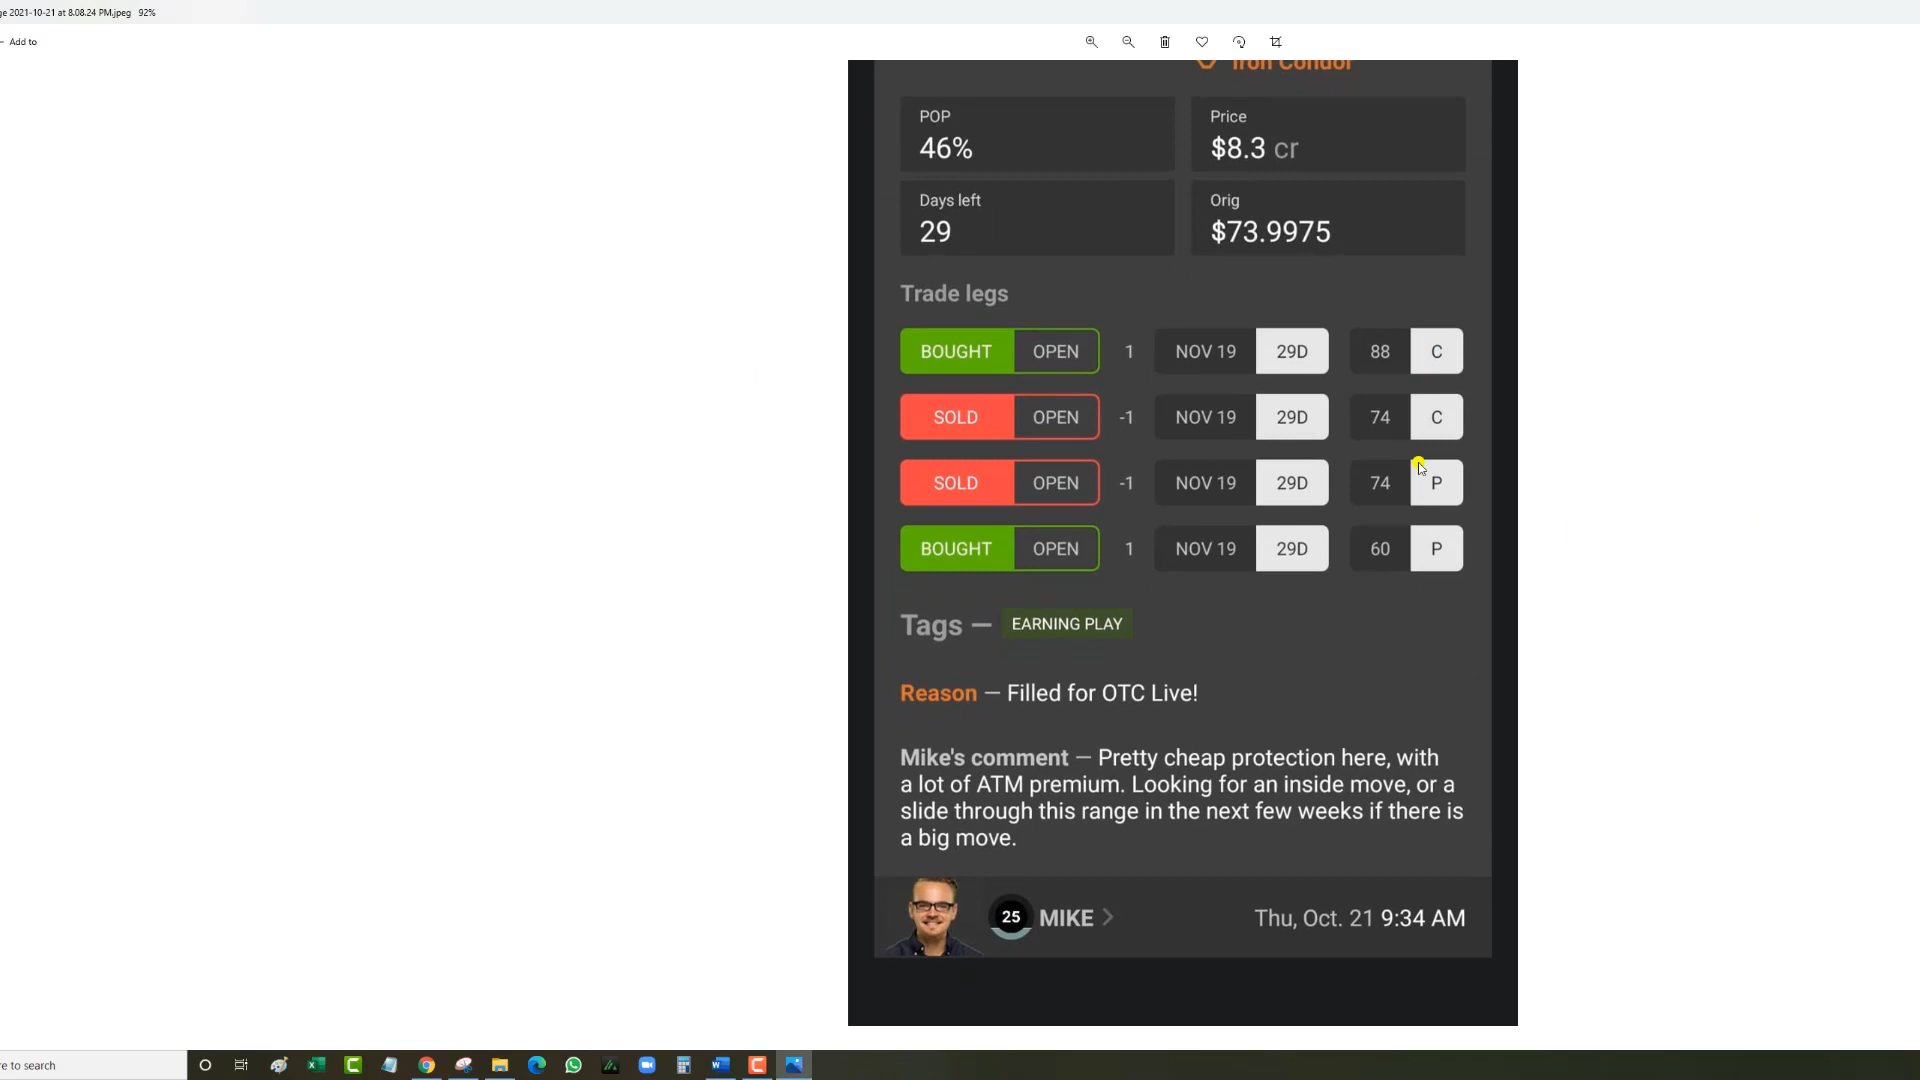 ge 2021-10-21 at 8.08.24 PM.jpeg 92%
Add to
Iron Condor
POP
46%
Price
$8.3 cr
Days left
29
Orig
$73.9975
Trade legs
BOUGHT OPEN 1 NOV 19 29D 88 C
SOLD OPEN -1 NOV 19 29D 74 C
SOLD OPEN -1 NOV 19 29D 74 P
BOUGHT OPEN 1 NOV 19 29D 60 P
Tags — EARNING PLAY
Reason — Filled for OTC Live!
Mike's comment — Pretty cheap protection here, with
a lot of ATM premium. Looking for an inside move, or a
slide through this range in the next few weeks if there is
a big move.
25 MIKE Thu, Oct. 21 9:34 AM
re to search